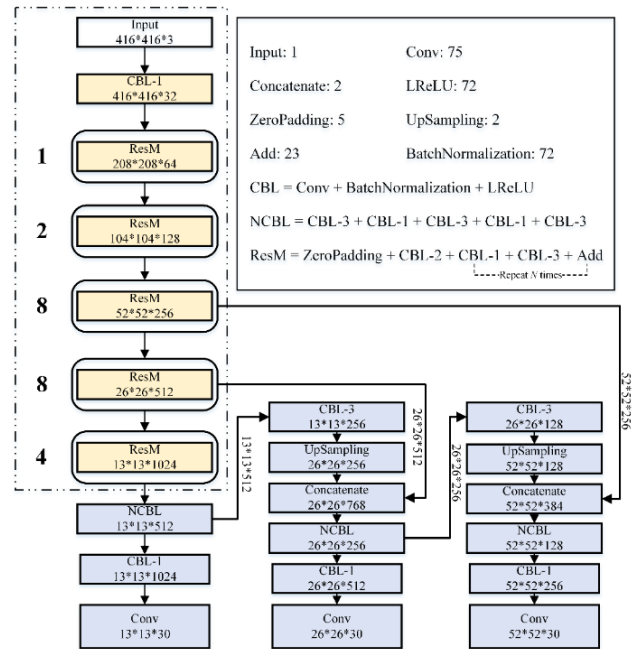 Input
416*416*3
CBL-1
416*416*32
1
ResM
208*208*64
2
ResM
104*104*128
8
ResM
52*52*256
8
ResM
26*26*512
4
ResM
13*13*1024
NCBL
13*13*512
CBL-1
13*13*1024
Conv
13*13*30
Input: 1
Conv: 75
Concatenate: 2
LReLU: 72
ZeroPadding: 5
UpSampling: 2
Add: 23
BatchNormalization: 72
CBL = Conv + BatchNormalization + LReLU
NCBL = CBL-3 + CBL-1 + CBL-3 + CBL-1 + CBL-3
ResM = ZeroPadding + CBL-2 + CBL-1 + CBL-3 + Add
Repeat N times
13*13*512
CBL-3
13*13*256
UpSampling
26*26*256
Concatenate
26*26*768
NCBL
26*26*256
CBL-1
26*26*512
Conv
26*26*30
26*26*512
26*26*256
CBL-3
26*26*128
UpSampling
52*52*128
Concatenate
52*52*384
NCBL
52*52*128
CBL-1
52*52*256
Conv
52*52*30
52*52*256